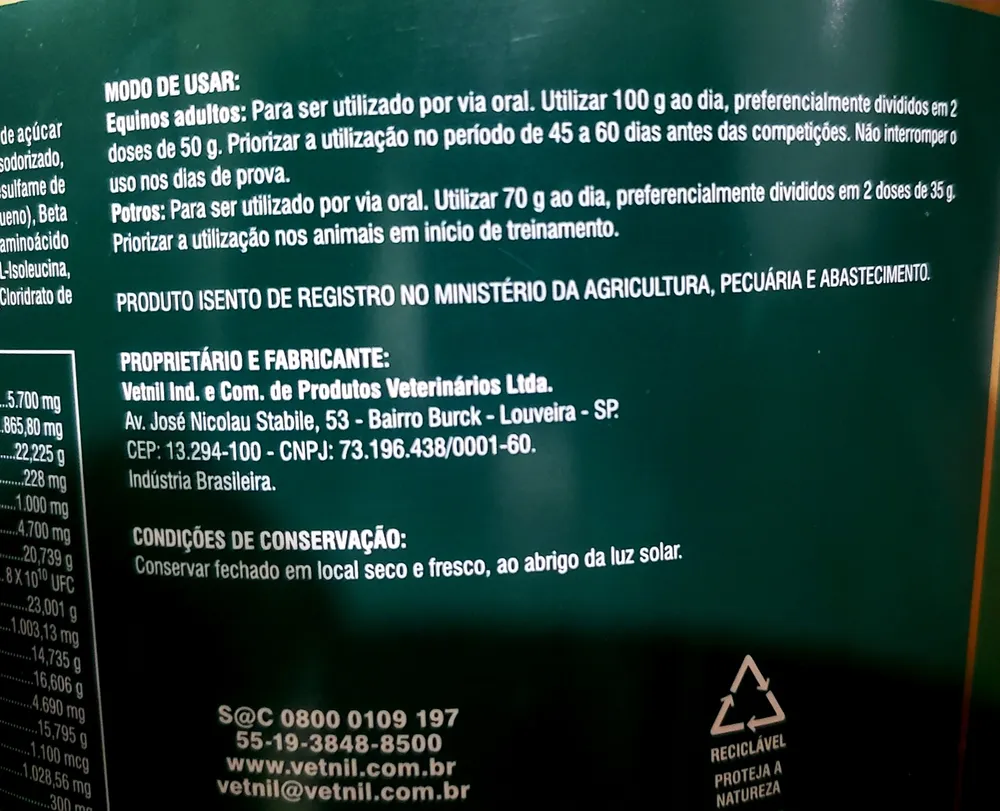 de açúcar
sodorizado,
sulfame de
ueno), Beta
aminoácido
L-Isoleucina,
Cloridrato de
...5.700 mg
.865,80 mg
.....22,225 g
.......228 mg
....1.000 mg
...4.700 mg
.....20,739 g
.8 X 10¹⁰ UFC
........23,001 g
...1.003,13 mg
........14,735 g
........16,606 g
.......4.690 mg
........15,795 g
.......1.100 mcg
....1.028,56 mg
300 mg
MODO DE USAR:
Equinos adultos: Para ser utilizado por via oral. Utilizar 100 g ao dia, preferencialmente divididos em 2
doses de 50 g. Priorizar a utilização no período de 45 a 60 dias antes das competições. Não interromper o
uso nos dias de prova.
Potros: Para ser utilizado por via oral. Utilizar 70 g ao dia, preferencialmente divididos em 2 doses de 35 g.
Priorizar a utilização nos animais em início de treinamento.
PRODUTO ISENTO DE REGISTRO NO MINISTÉRIO DA AGRICULTURA, PECUÁRIA E ABASTECIMENTO.
PROPRIETÁRIO E FABRICANTE:
Vetnil Ind. e Com. de Produtos Veterinários Ltda.
Av. José Nicolau Stabile, 53 - Bairro Burck - Louveira - SP.
CEP: 13.294-100 - CNPJ: 73.196.438/0001-60.
Indústria Brasileira.
CONDIÇÕES DE CONSERVAÇÃO:
Conservar fechado em local seco e fresco, ao abrigo da luz solar.
S@C 0800 0109 197
55-19-3848-8500
www.vetnil.com.br
vetnil@vetnil.com.br
RECICLÁVEL
PROTEJA A
NATUREZA